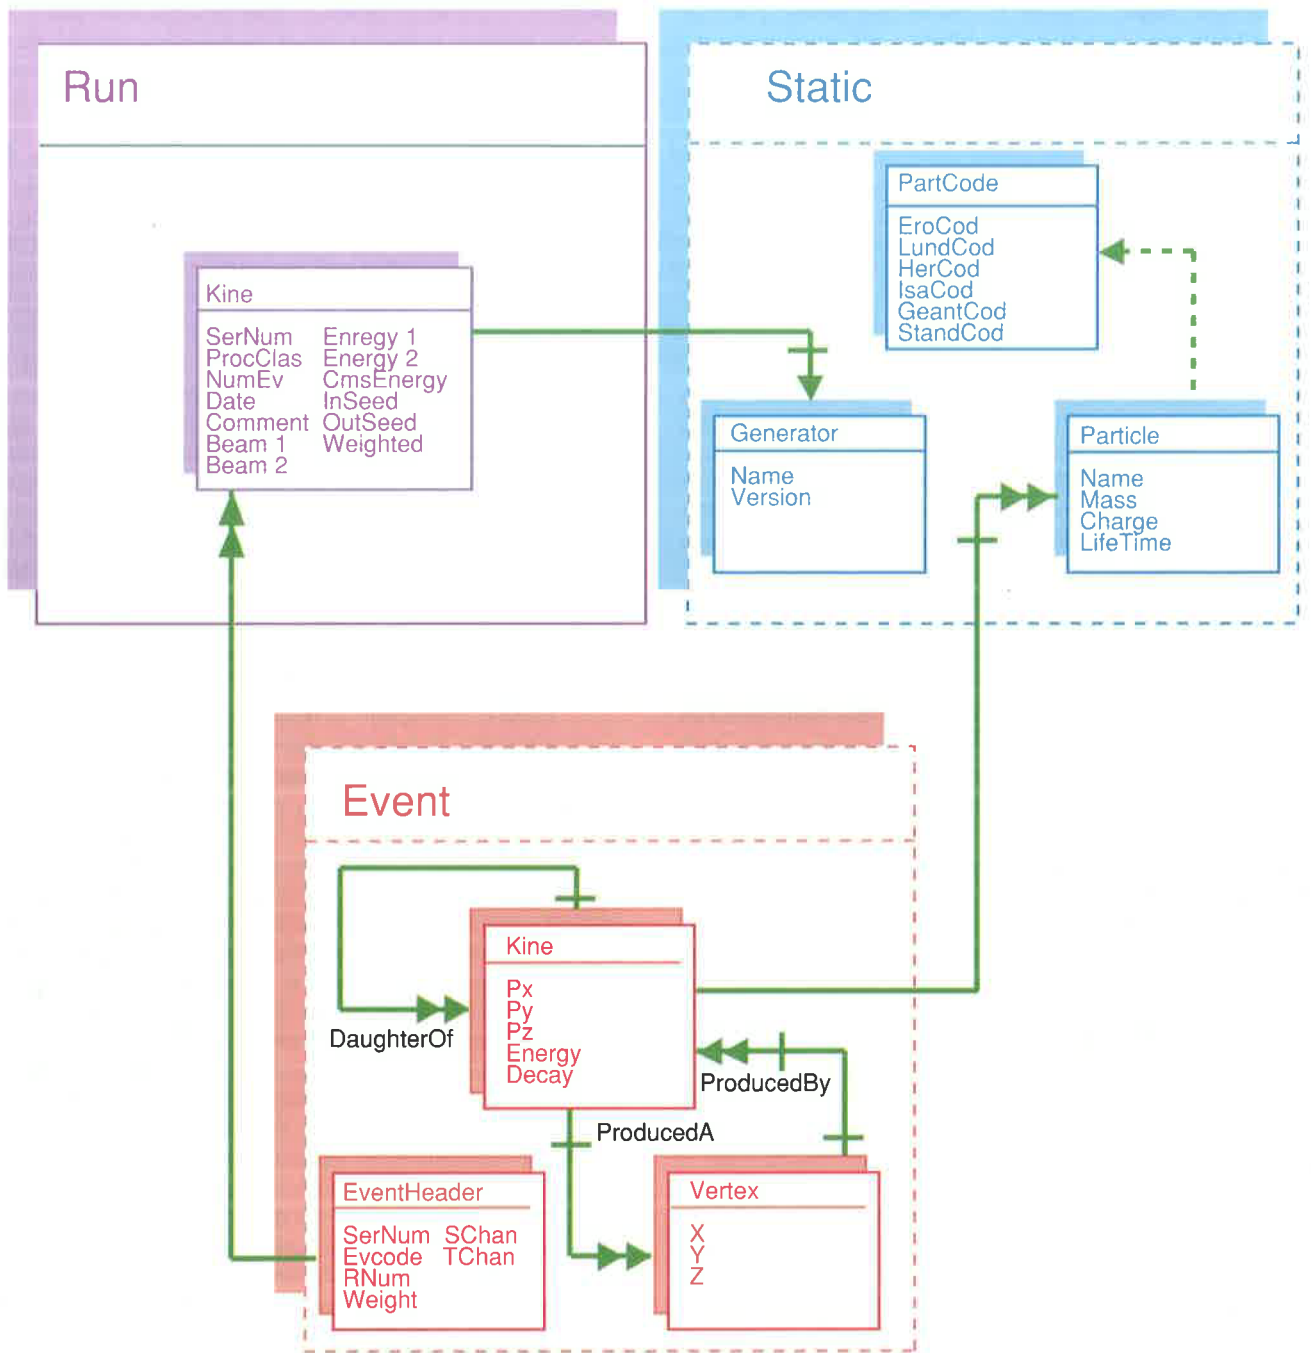 Run
Kine
SerNum Enregy 1
ProcClas Energy 2
NumEv CmsEnergy
Date InSeed
Comment OutSeed
Beam 1 Weighted
Beam 2
Static
PartCode
EroCod
LundCod
HerCod
IsaCod
GeantCod
StandCod
Generator
Name
Version
Particle
Name
Mass
Charge
LifeTime
Event
Kine
Px
Py
Pz
Energy
Decay
DaughterOf
ProducedBy
ProducedA
EventHeader
SerNum SChan
Evcode TChan
RNum
Weight
Vertex
X
Y
Z